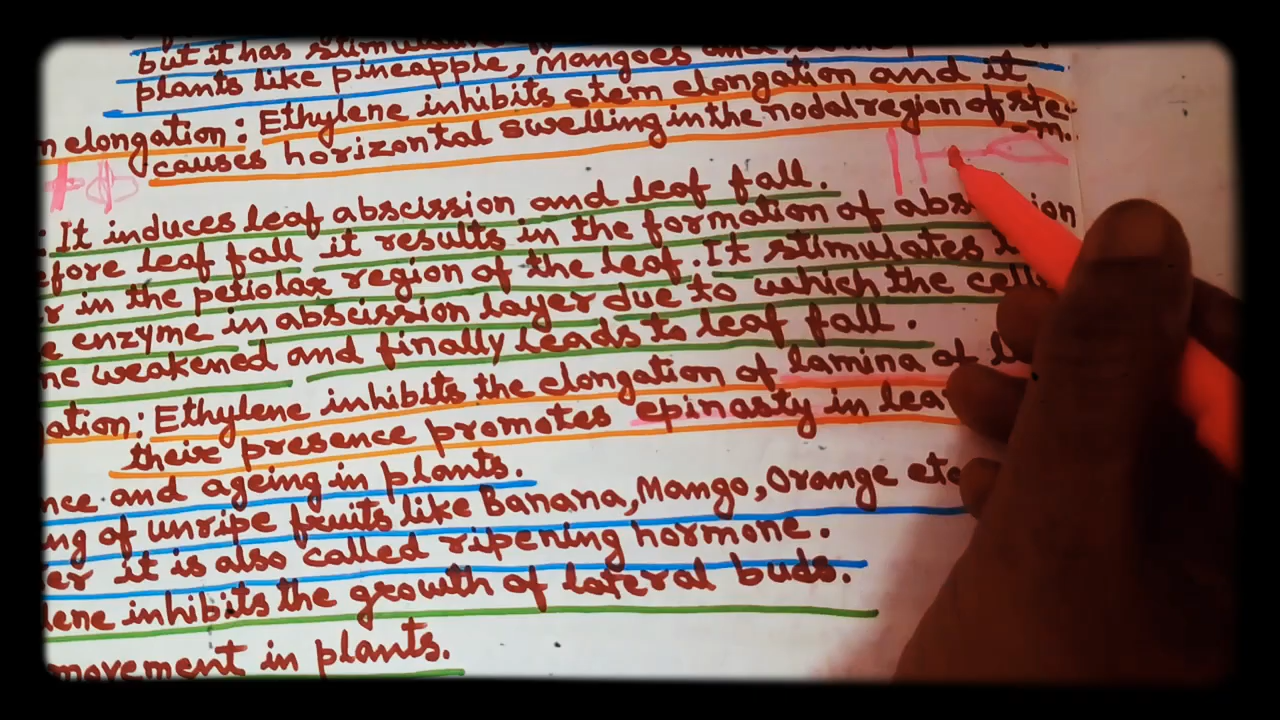 but it has
plants like pineapple, Mangoes
elongation: Ethylene inhibits stem elongation and it
causes horizontal swelling in the nodal region of ste-
-m.
It induces leaf abscission and leaf fall.
efore leaf fall it results in the formation of
in the petiolar region of the leaf. It stimulates
enzyme in abscission layer due to which the cells
weakened and finally leads to leaf fall.
ation: Ethylene inhibits the elongation of lamina of
their presence promotes epinasty in
nce and ageing in plants.
ng of unripe fruits like Banana, Mango, Orange etc
er it is also called ripening hormone.
lene inhibits the growth of lateral buds.
movement in plants.